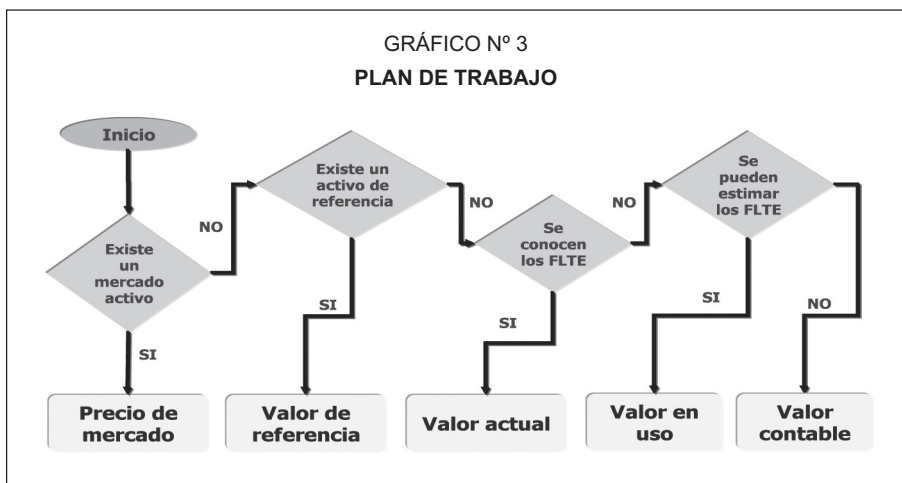 GRÁFICO Nº 3
PLAN DE TRABAJO
Inicio
Existe un
activo de
referencia
Se
pueden
estimar
los FLTE
NO
NO
NO
Existe
un
mercado
activo
Se
conocen
los FLTE
SI
SI
SI
SI
NO
Precio de
mercado
Valor de
referencia
Valor actual
Valor en
uso
Valor
contable